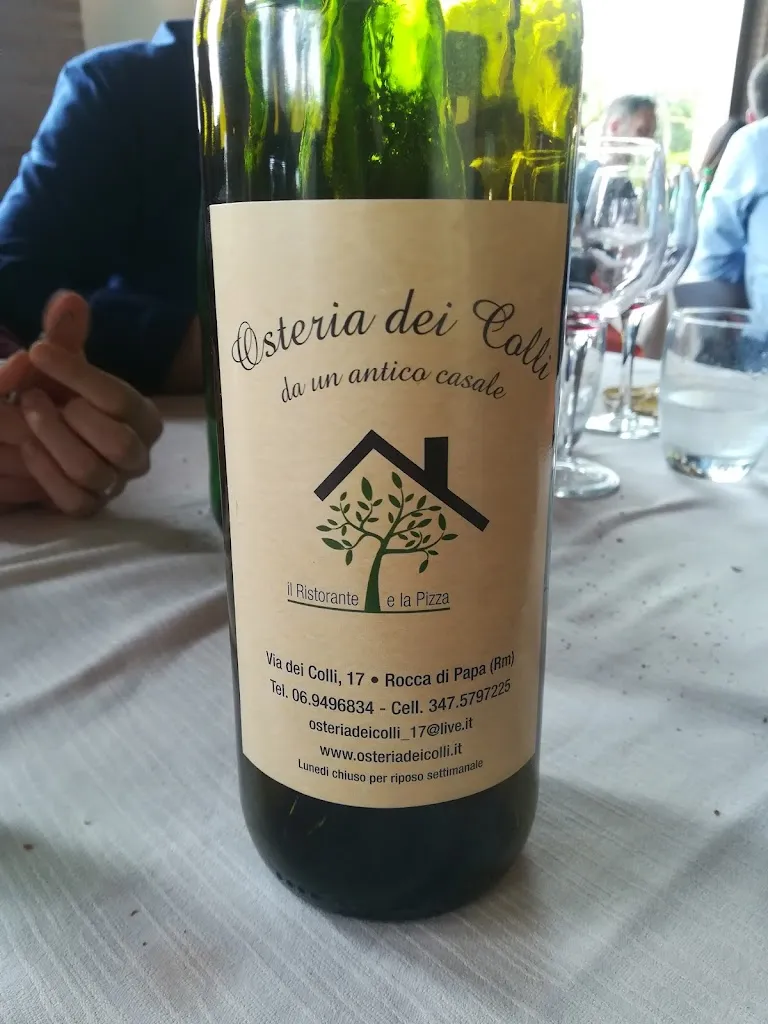 Osteria dei Colli
da un antico casale
il Ristorante e la Pizza
Via dei Colli, 17 • Rocca di Papa (Rm)
Tel. 06.9496834 - Cell. 347.5797225
osteriadeicolli_17@live.it
www.osteriadeicolli.it
Lunedi chiuso per riposo settimanale